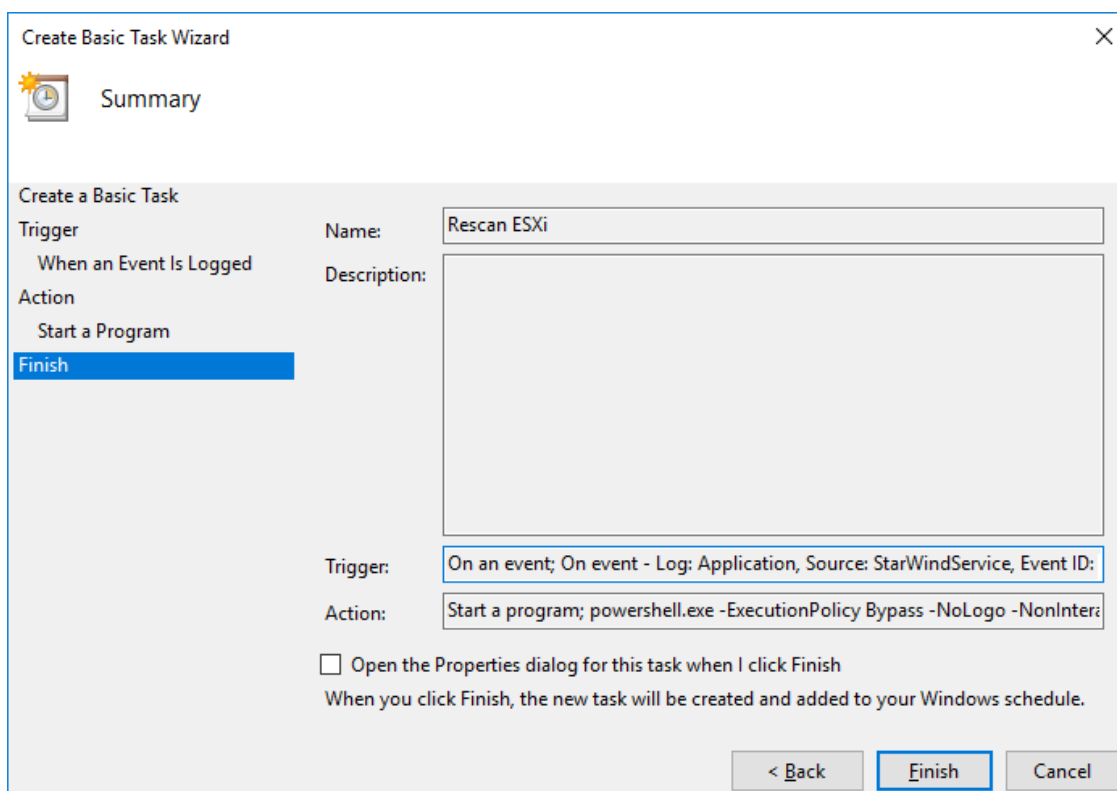 Create Basic Task Wizard
Summary
Create a Basic Task
Trigger
When an Event Is Logged
Action
Start a Program
Finish
Name: Rescan ESXi
Description:
Trigger: On an event; On event - Log: Application, Source: StarWindService, Event ID:
Action: Start a program; powershell.exe -ExecutionPolicy Bypass -NoLogo -NonIntera
Open the Properties dialog for this task when I click Finish
When you click Finish, the new task will be created and added to your Windows schedule.
< Back Finish Cancel